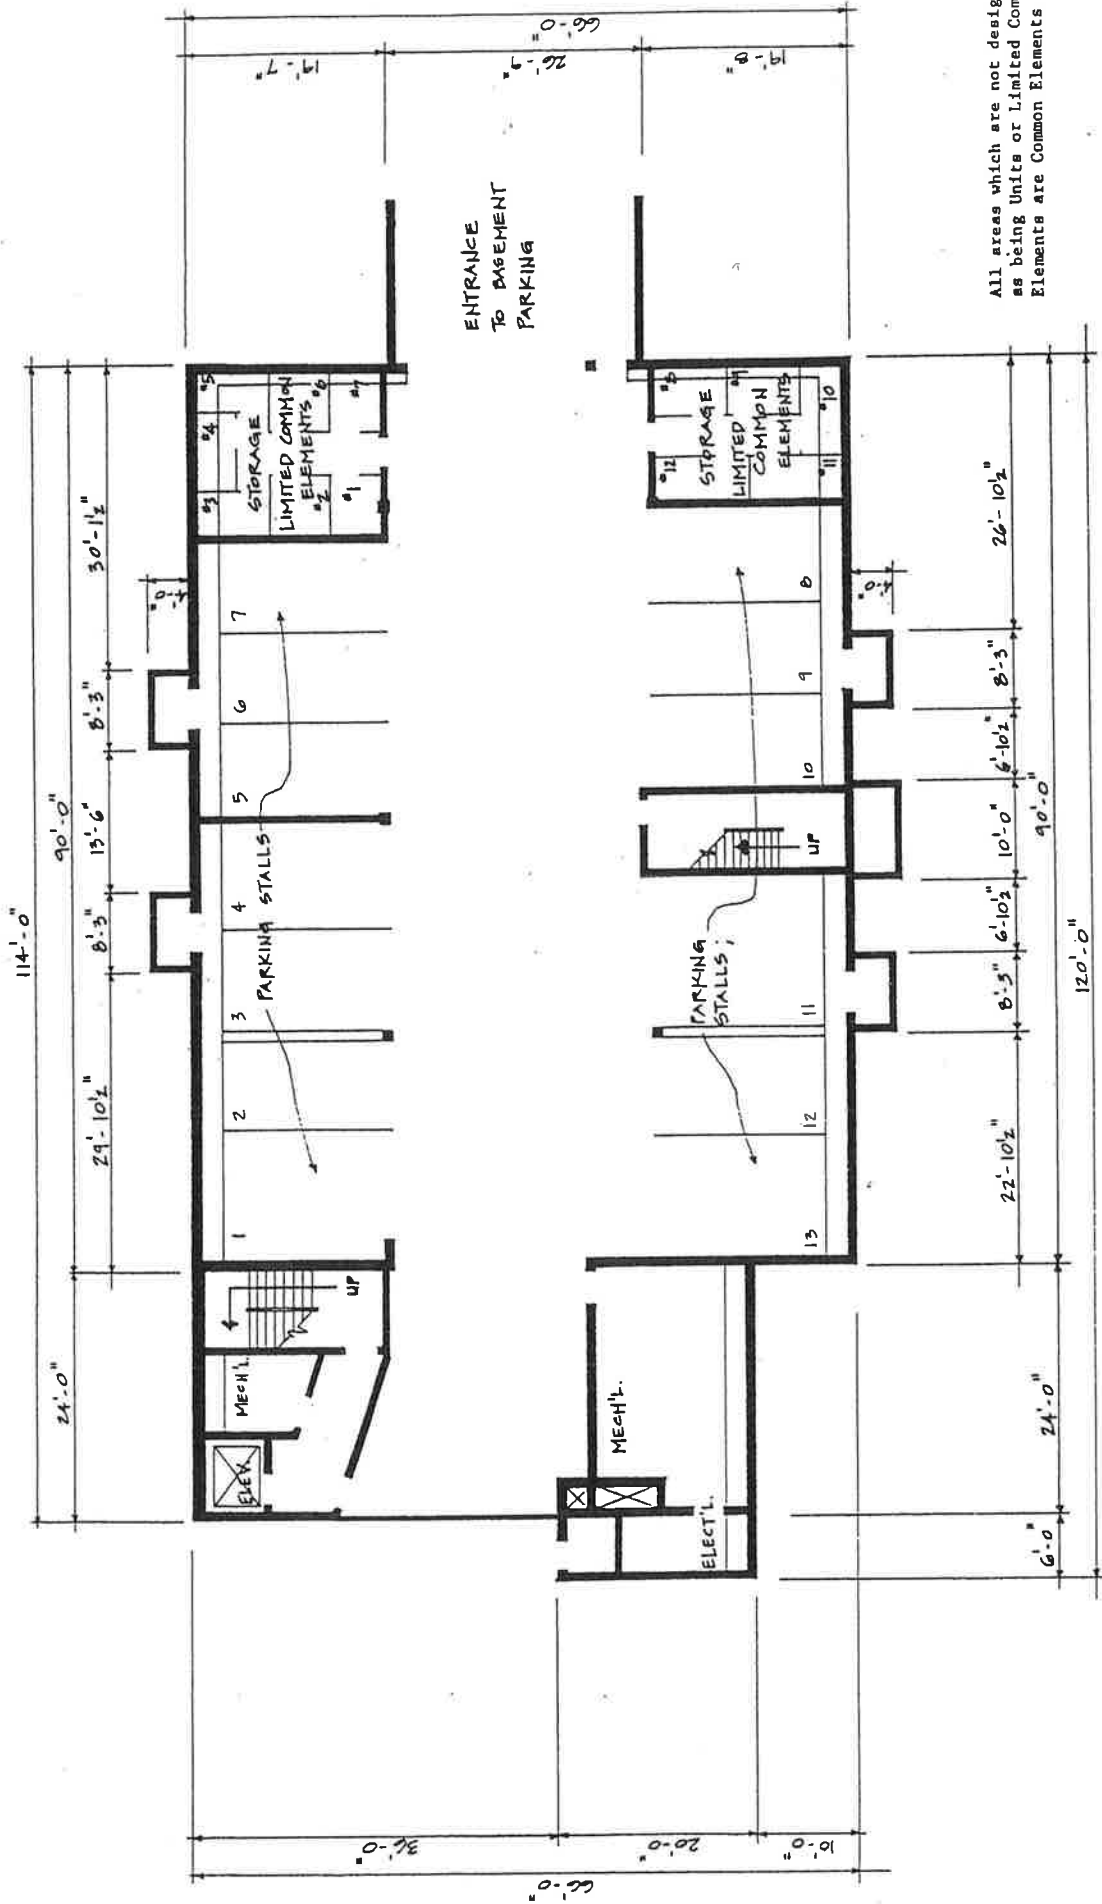 114'-0"
90'-0"
24'-0"
29'-10½"
8'-3"
13'-6"
8'-3"
30'-1½"
4'-0"
66'-0"
19'-7"
26'-9"
19'-8"
ELEV.
MECH'L.
UP
1
2
3
4
5
6
7
PARKING STALLS
#3
#4
#5
STORAGE
LIMITED COMMON
ELEMENTS
#2
#6
#1
#7
ENTRANCE
TO BASEMENT
PARKING
MECH'L.
ELECT'L.
13
12
11
10
9
8
PARKING
STALLS;
UP
#12
#8
#9
STORAGE
LIMITED
COMMON
ELEMENTS
#11
#10
4'-0"
22'-10½"
8'-3"
6'-10½"
10'-0"
6'-10½"
8'-3"
26'-10½"
6'-0"
24'-0"
90'-0"
120'-0"
36'-0"
20'-0"
10'-0"
66'-0"
All areas which are not desig
as being Units or Limited Com
Elements are Common Elements